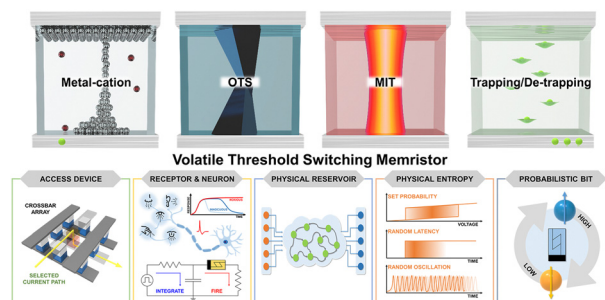 Metal-cation
OTS
MIT
Trapping/De-trapping
Volatile Threshold Switching Memristor
ACCESS DEVICE
RECEPTOR & NEURON
PHYSICAL RESERVOIR
PHYSICAL ENTROPY
PROBABILISTIC BIT
CROSSBAR
ARRAY
SELECTED
CURRENT PATH
INTEGRATE
FIRE
SET PROBABILITY
VOLTAGE
RANDOM LATENCY
TIME
RANDOM OSCILLATION
TIME
HIGH
LOW